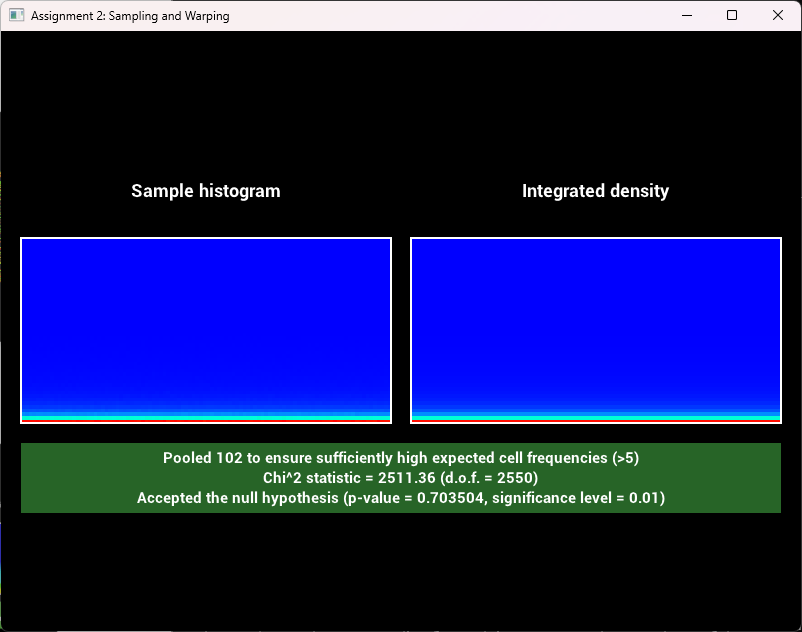 Assignment 2: Sampling and Warping
Sample histogram
Integrated density
Pooled 102 to ensure sufficiently high expected cell frequencies (>5)
Chi^2 statistic = 2511.36 (d.o.f. = 2550)
Accepted the null hypothesis (p-value = 0.703504, significance level = 0.01)